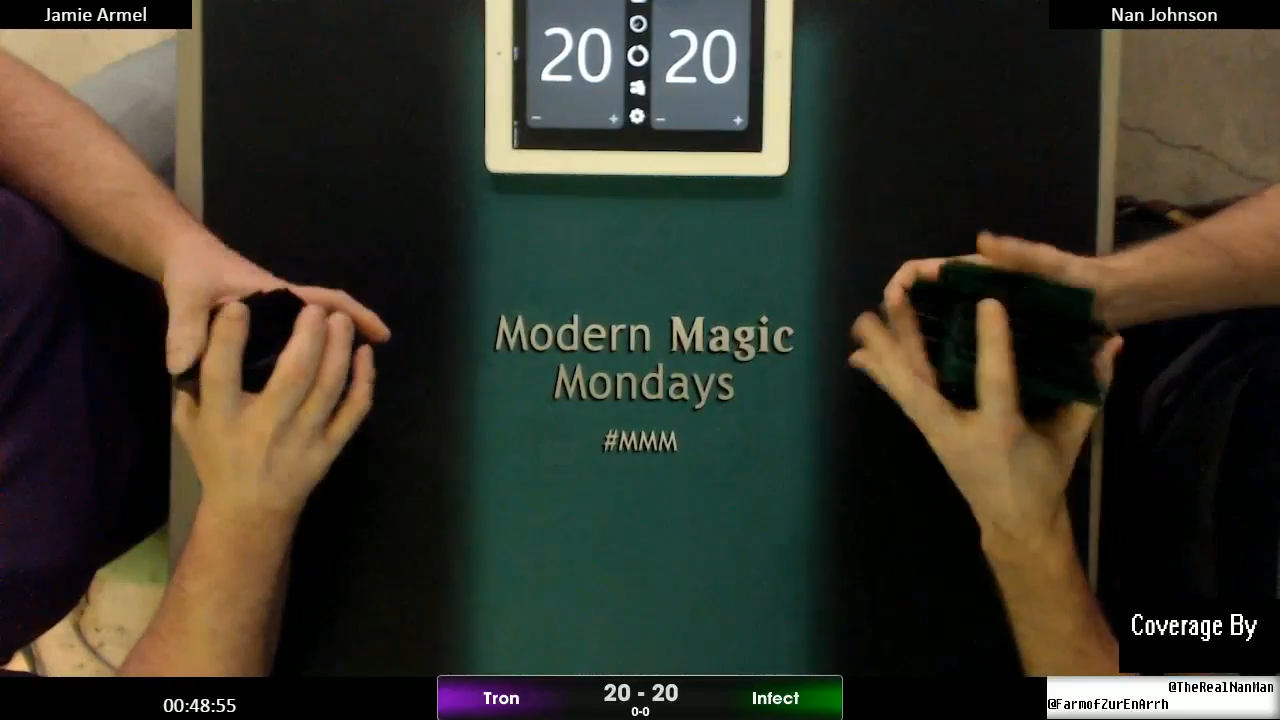 Jamie Armel
Nan Johnson
20 20
- + - +
Modern Magic
Mondays
#MMM
Coverage By
@TheRealNanMan
@FarmofZurEnArrh
Tron 20 - 20 Infect
0-0
00:48:55